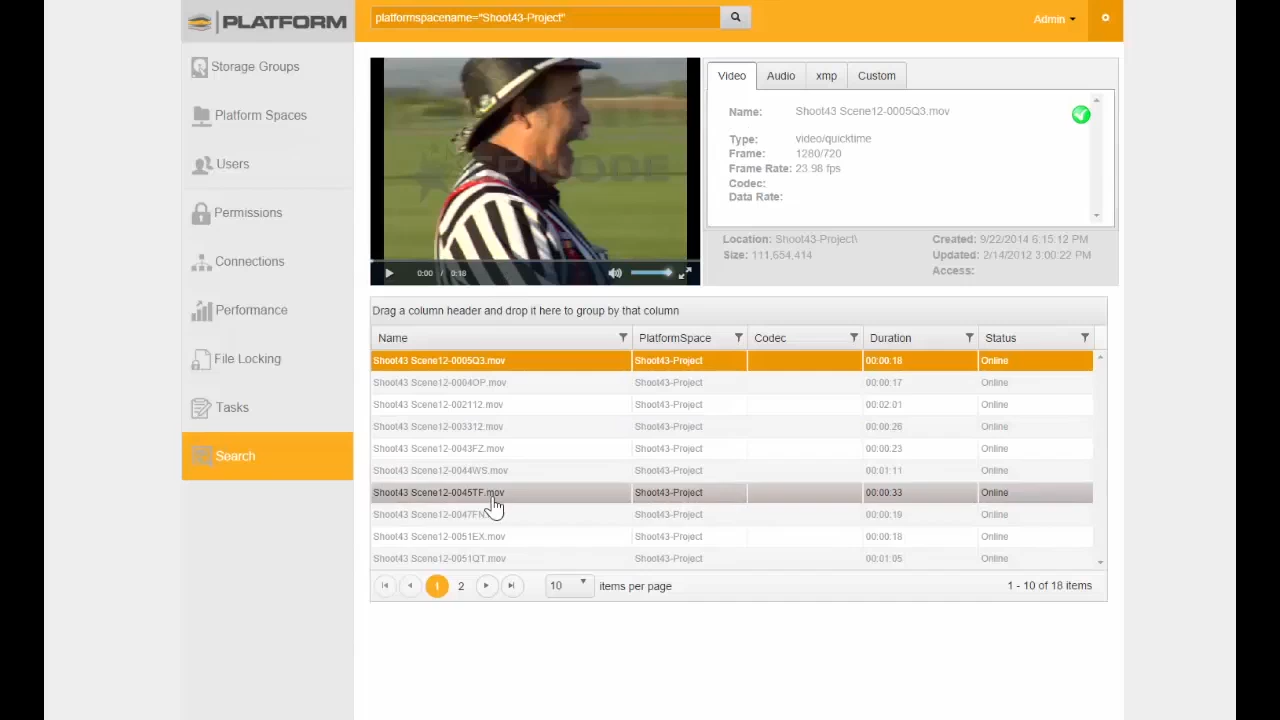 PLATFORM
platformspacename="Shoot43-Project"
Admin
Storage Groups
Platform Spaces
Users
Permissions
Connections
Performance
File Locking
Tasks
Search
EPISODE
0:00 / 0:18
Video Audio xmp Custom
Name: Shoot43 Scene12-0005Q3.mov
Type: video/quicktime
Frame: 1280/720
Frame Rate: 23.98 fps
Codec:
Data Rate:
Location: Shoot43-Project\ Created: 9/22/2014 6:15:12 PM
Size: 111,654,414 Updated: 2/14/2012 3:00:22 PM
Access:
Drag a column header and drop it here to group by that column
Name PlatformSpace Codec Duration Status
Shoot43 Scene12-0005Q3.mov Shoot43-Project 00:00:18 Online
Shoot43 Scene12-0004OP.mov Shoot43-Project 00:00:17 Online
Shoot43 Scene12-002112.mov Shoot43-Project 00:02:01 Online
Shoot43 Scene12-003312.mov Shoot43-Project 00:00:26 Online
Shoot43 Scene12-0043FZ.mov Shoot43-Project 00:00:23 Online
Shoot43 Scene12-0044WS.mov Shoot43-Project 00:01:11 Online
Shoot43 Scene12-0045TF.mov Shoot43-Project 00:00:33 Online
Shoot43 Shoot43-Project 00:00:19 Online
Shoot43 Scene12-0051EX.mov Shoot43-Project 00:00:18 Online
Shoot43 Scene12-0051QT.mov Shoot43-Project 00:01:05 Online
1 2 10 items per page 1 - 10 of 18 items